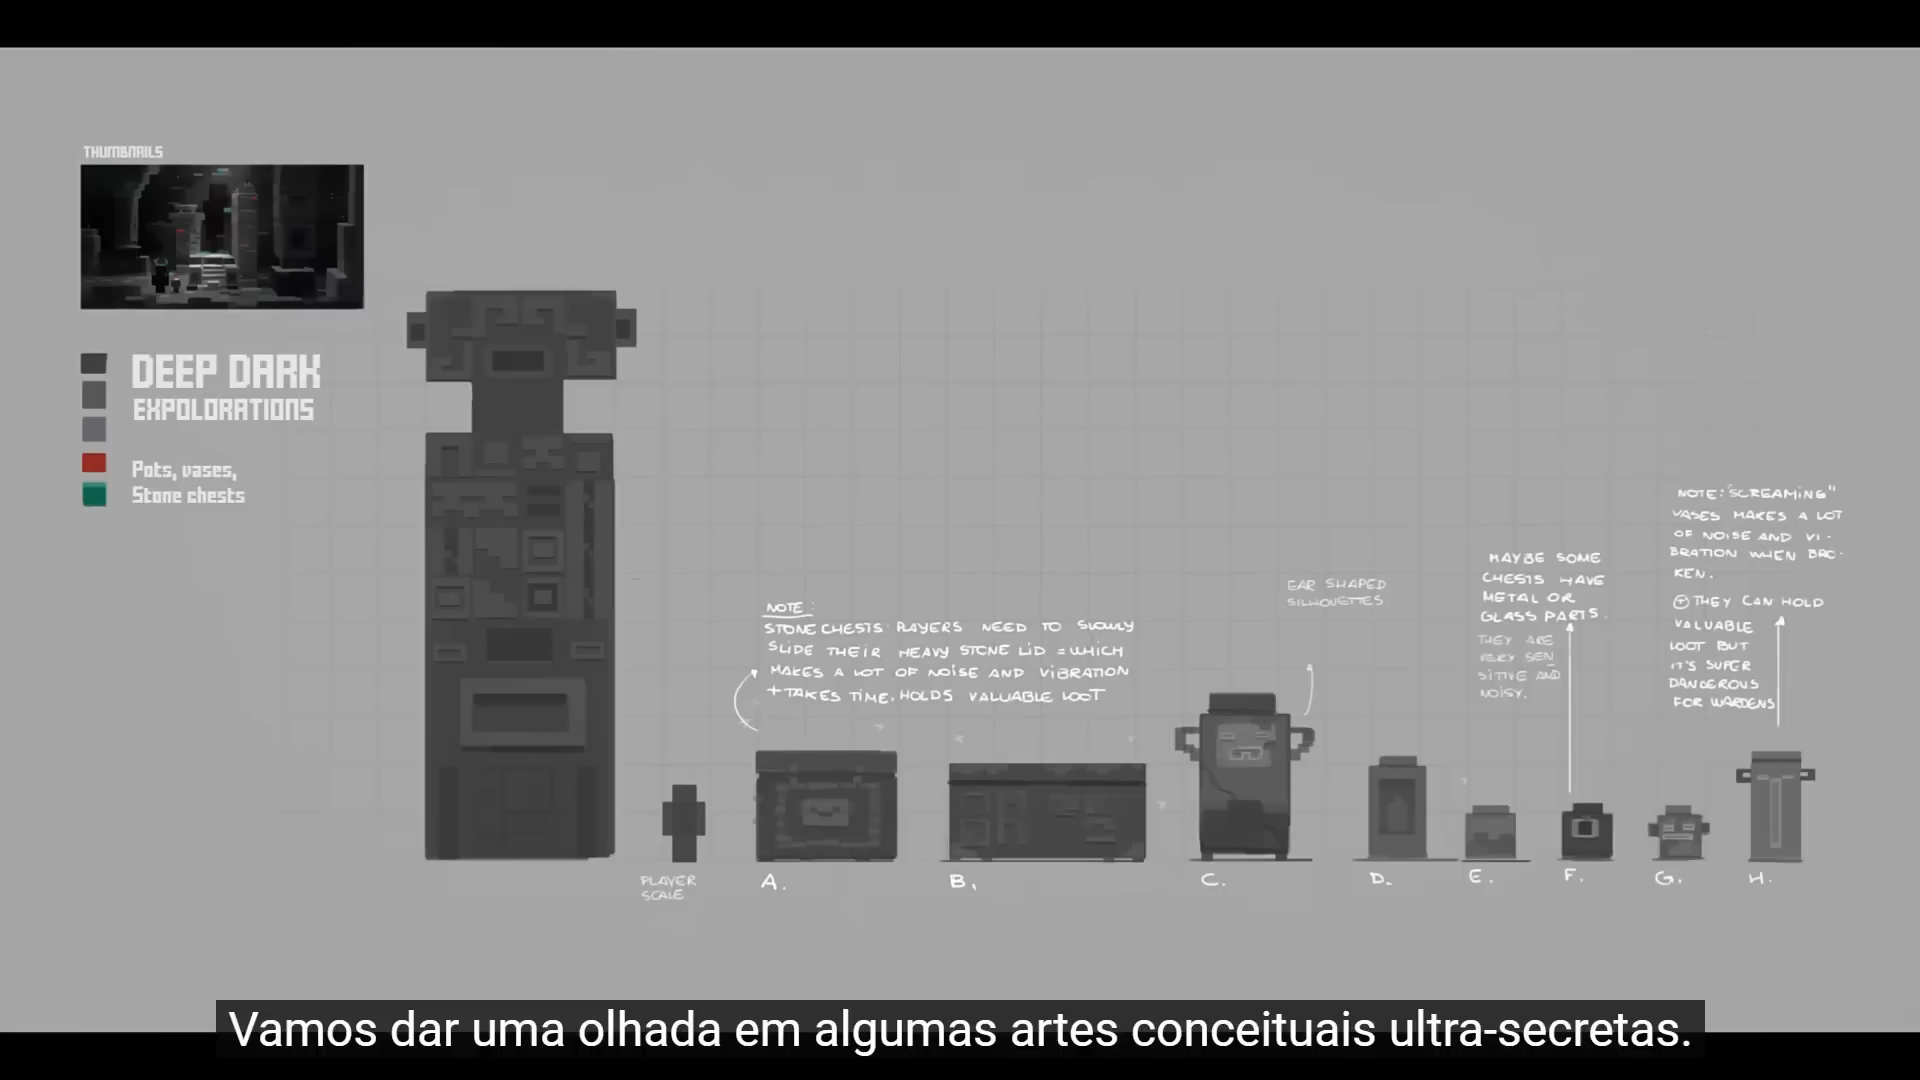 THUMBNAILS
DEEP DARK
EXPOLORATIONS
Pots, vases,
Stone chests
NOTE:
STONE CHESTS PLAYERS NEED TO SLOWLY
SLIDE THEIR HEAVY STONE LID = WHICH
MAKES A LOT OF NOISE AND VIBRATION
+TAKES TIME. HOLDS VALUABLE LOOT
EAR SHAPED
SILHOUETTES.
MAYBE SOME
CHESTS HAVE
METAL OR
GLASS PARTS.
THEY ARE
VERY SEN
SITIVE AND
NOISY.
NOTE: "SCREAMING"
VASES MAKES A LOT
OF NOISE AND VI-
BRATION WHEN BRO-
KEN.
+ THEY CAN HOLD
VALUABLE
LOOT BUT
IT'S SUPER
DANGEROUS
FOR WARDENS
PLAYER
SCALE
A.
B.
C.
D.
E.
F.
G.
H.
Vamos dar uma olhada em algumas artes conceituais ultra-secretas.